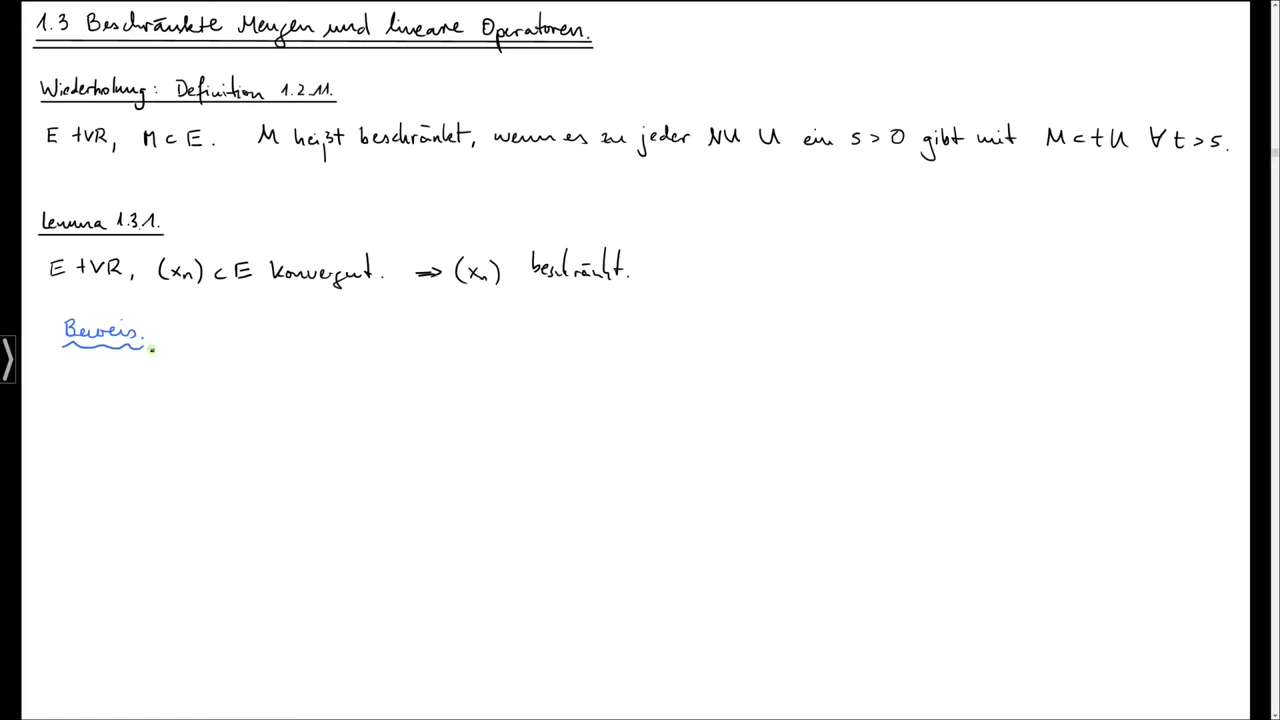 1.3 Beschränkte Mengen und lineare Operatoren.
Wiederholung: Definition 1.2.11.
E tVR, M ⊂ E. M heißt beschränkt, wenn es zu jeder NU U ein s > 0 gibt mit M ⊂ t U ∀ t > s.
Lemma 1.3.1.
E tVR, (xₙ) ⊂ E konvergent. ⇒ (xₙ) beschränkt.
Beweis.